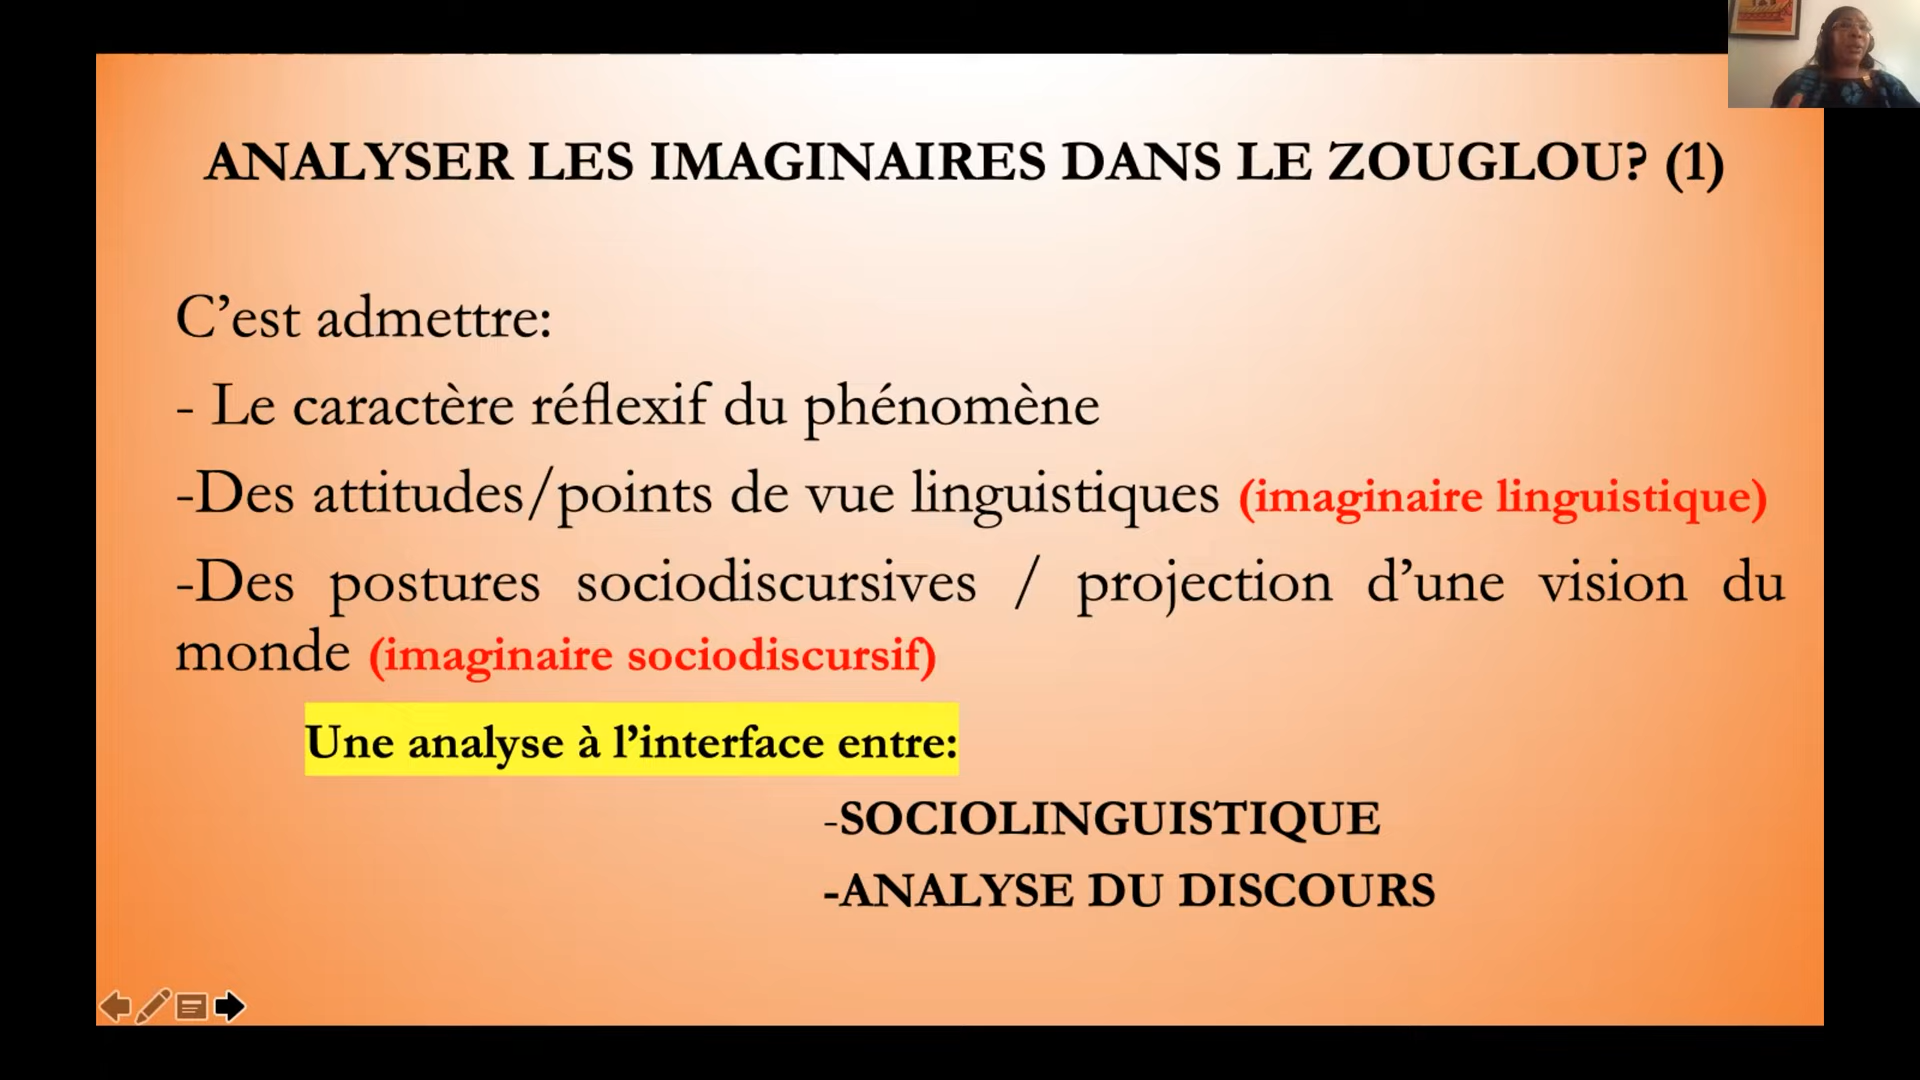 ANALYSER LES IMAGINAIRES DANS LE ZOUGLOU? (1)
C’est admettre:
- Le caractère réflexif du phénomène
-Des attitudes/points de vue linguistiques (imaginaire linguistique)
-Des postures sociodiscursives / projection d’une vision du
monde (imaginaire sociodiscursif)
Une analyse à l’interface entre:
-SOCIOLINGUISTIQUE
-ANALYSE DU DISCOURS